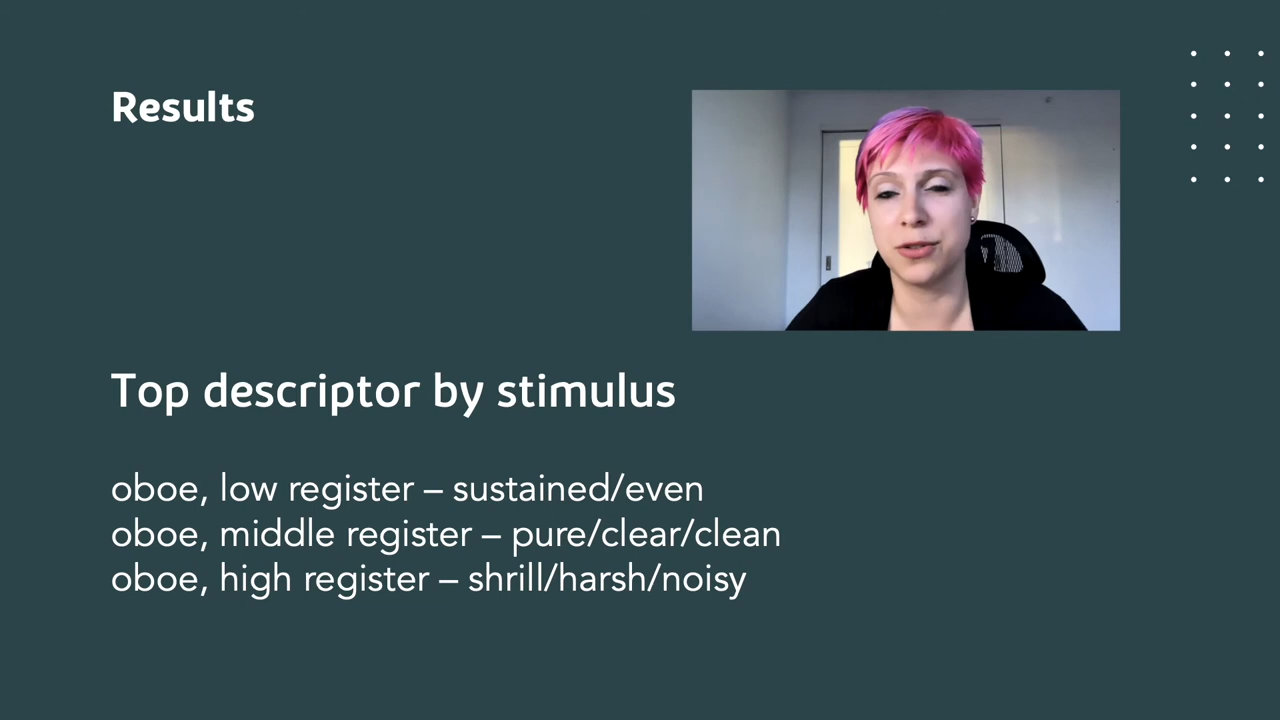 Results
Top descriptor by stimulus
oboe, low register – sustained/even
oboe, middle register – pure/clear/clean
oboe, high register – shrill/harsh/noisy